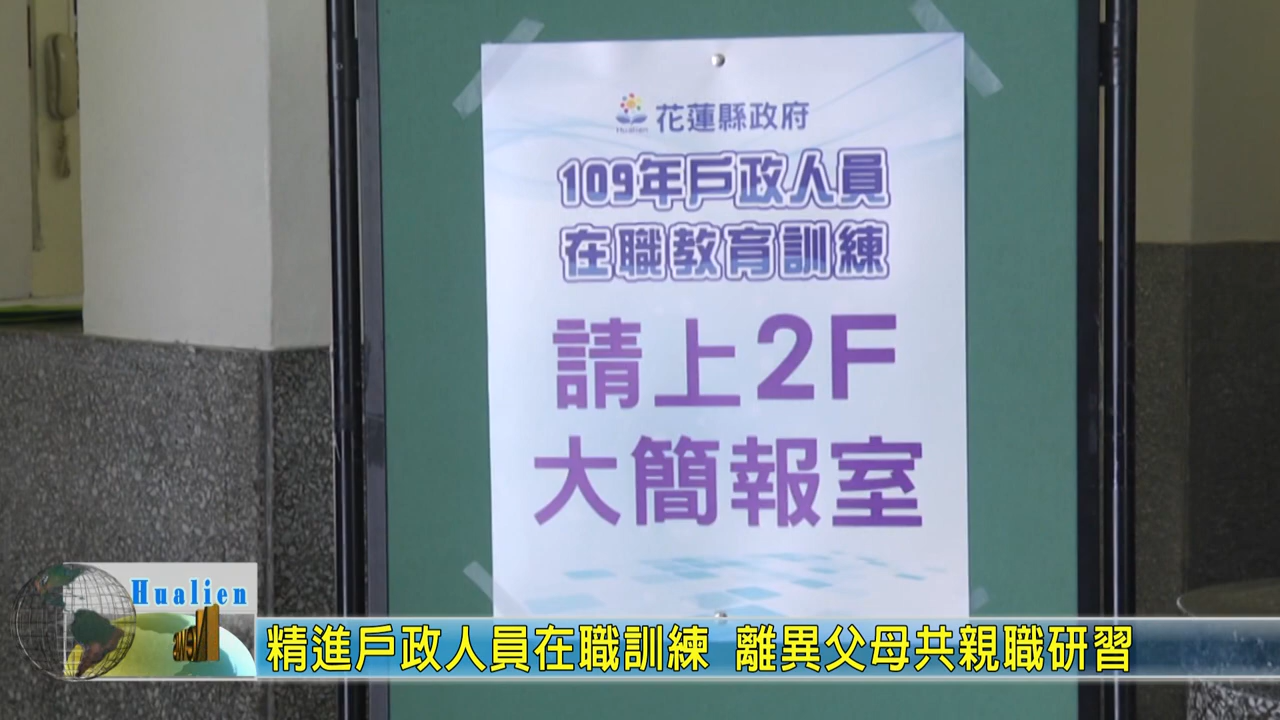 Hualien 花蓮縣政府
109年戶政人員
在職教育訓練
請上2F
大簡報室
Hualien
NEWS
精進戶政人員在職訓練 離異父母共親職研習